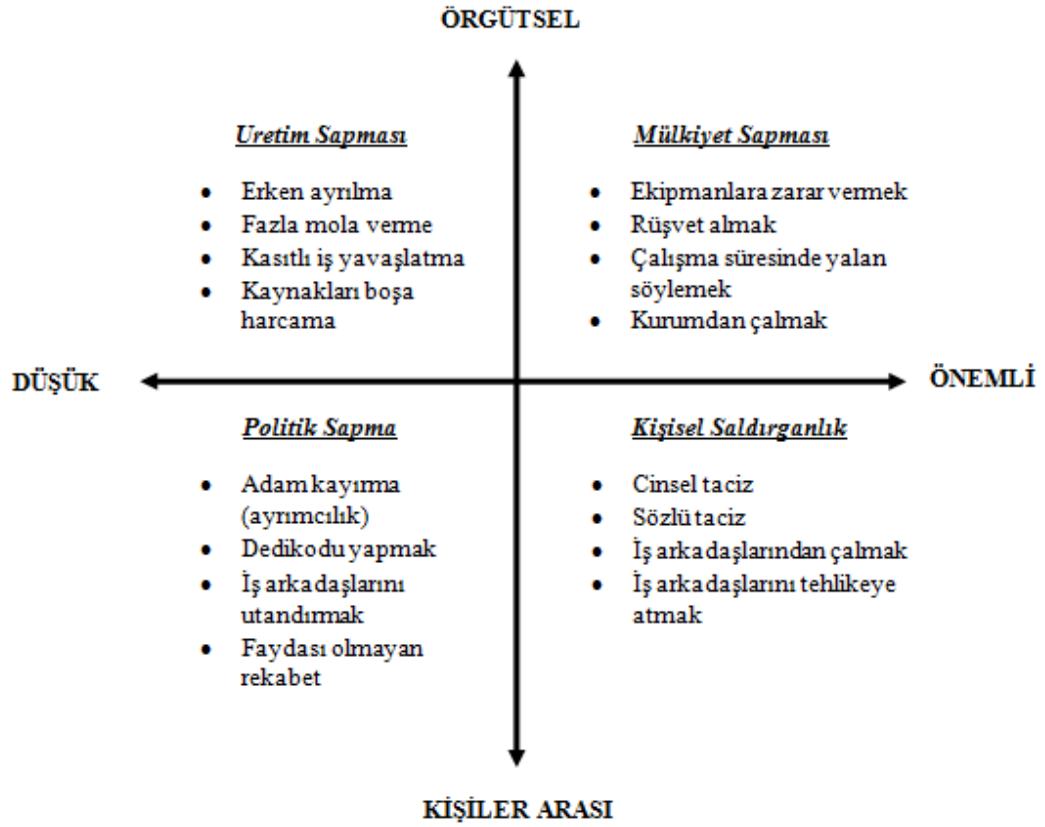 ÖRGÜTSEL
Uretim Sapması
Erken ayrılma
Fazla mola verme
Kasıtlı iş yavaşlatma
Kaynakları boşa
harcama
Mülkiyet Sapması
Ekipmanlara zarar vermek
Rüşvet almak
Çalışma süresinde yalan
söylemek
Kurumdan çalmak
DÜŞÜK
ÖNEMLİ
Politik Sapma
Adam kayırma
(ayrımcılık)
Dedikodu yapmak
İş arkadaşlarını
utandırmak
Faydası olmayan
rekabet
Kişisel Saldırganlık
Cinsel taciz
Sözlü taciz
İş arkadaşlarından çalmak
İş arkadaşlarını tehlikeye
atmak
KİŞİLER ARASI